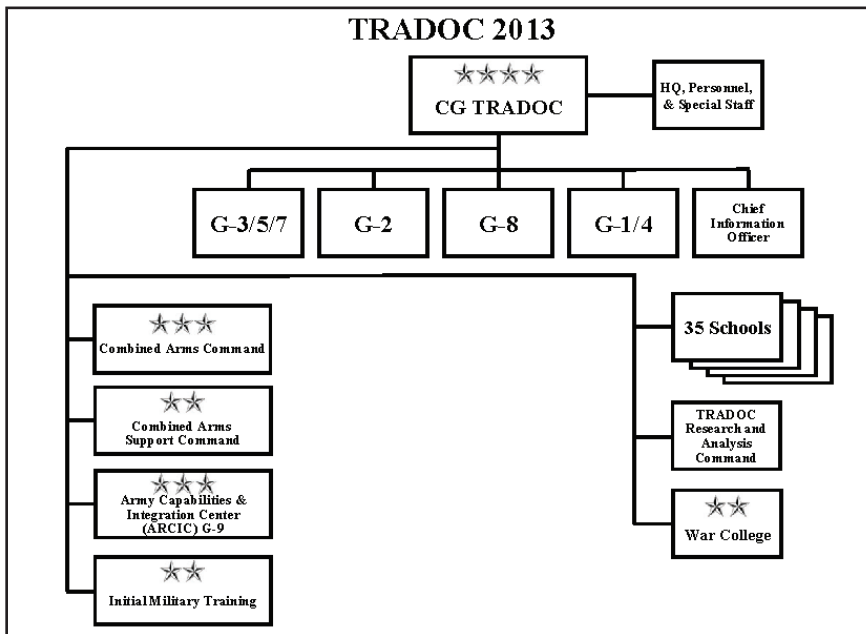 TRADOC 2013
CG TRADOC
HQ, Personnel,
& Special Staff
G-3/5/7
G-2
G-8
G-1/4
Chief
Information
Officer
Combined Arms Command
Combined Arms
Support Command
Army Capabilities &
Integration Center
(ARCIC) G-9
Initial Military Training
35 Schools
TRADOC
Research and
Analysis
Command
War College